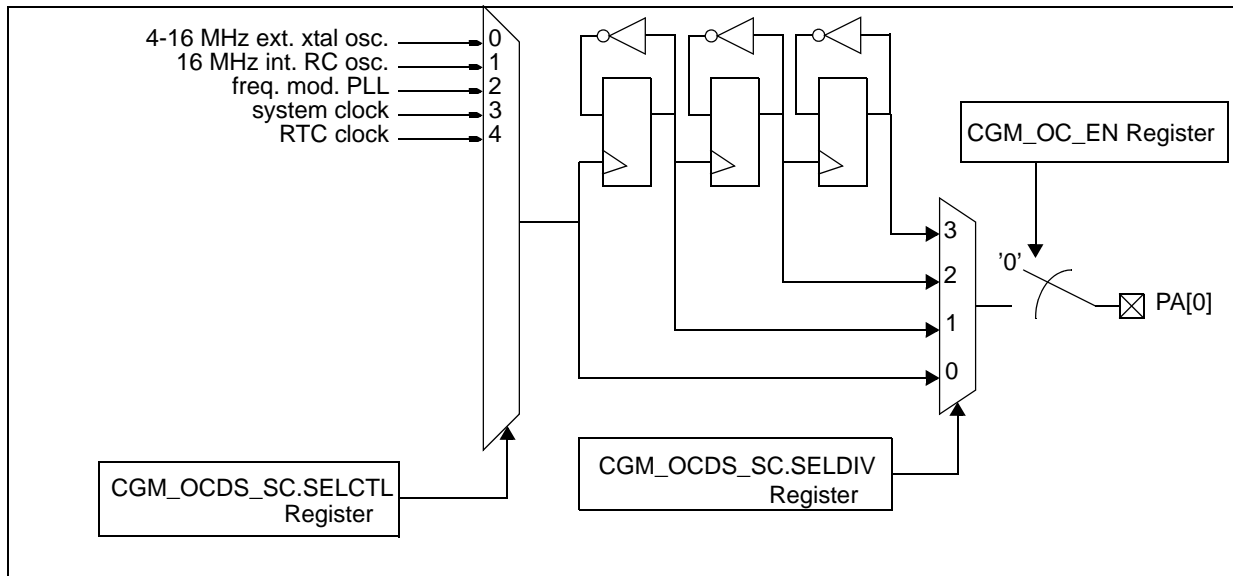 4-16 MHz ext. xtal osc.
0
16 MHz int. RC osc.
1
freq. mod. PLL
2
system clock
3
RTC clock
4
CGM_OC_EN Register
3
'0'
2
PA[0]
1
0
CGM_OCDS_SC.SELDIV
Register
CGM_OCDS_SC.SELCTL
Register